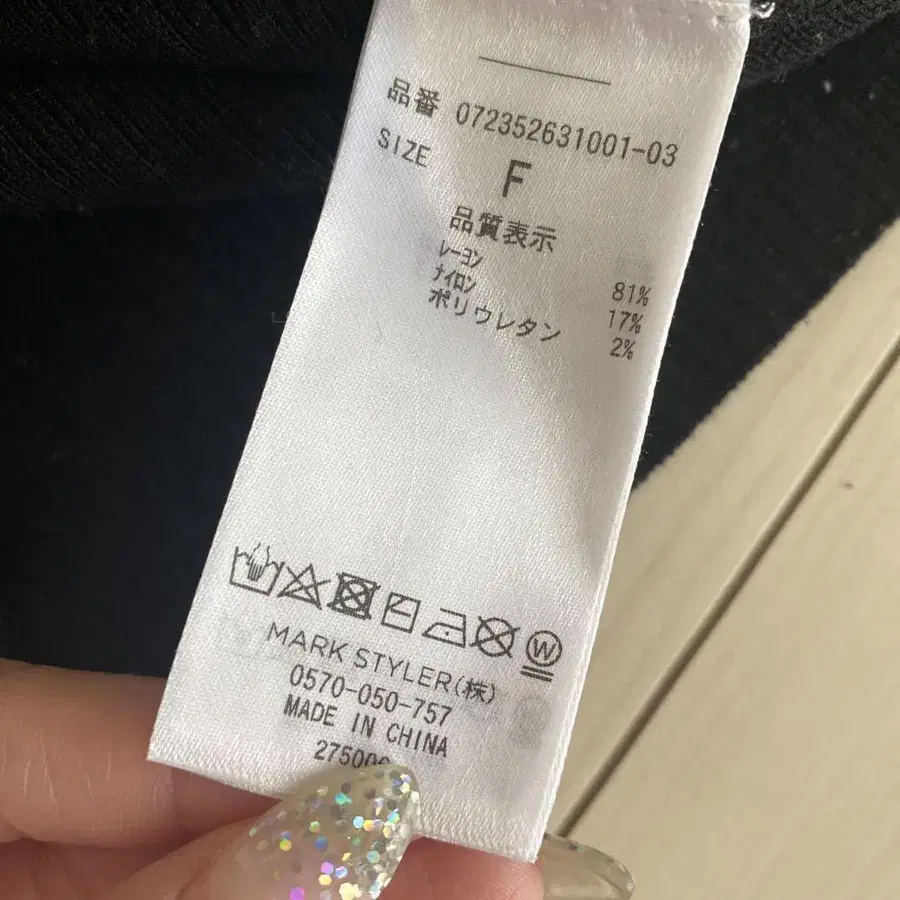 品番 072352631001-03
SIZE F
品質表示
レーヨン 81%
ナイロン 17%
ポリウレタン 2%
W
MARK STYLER(株)
0570-050-757
MADE IN CHINA